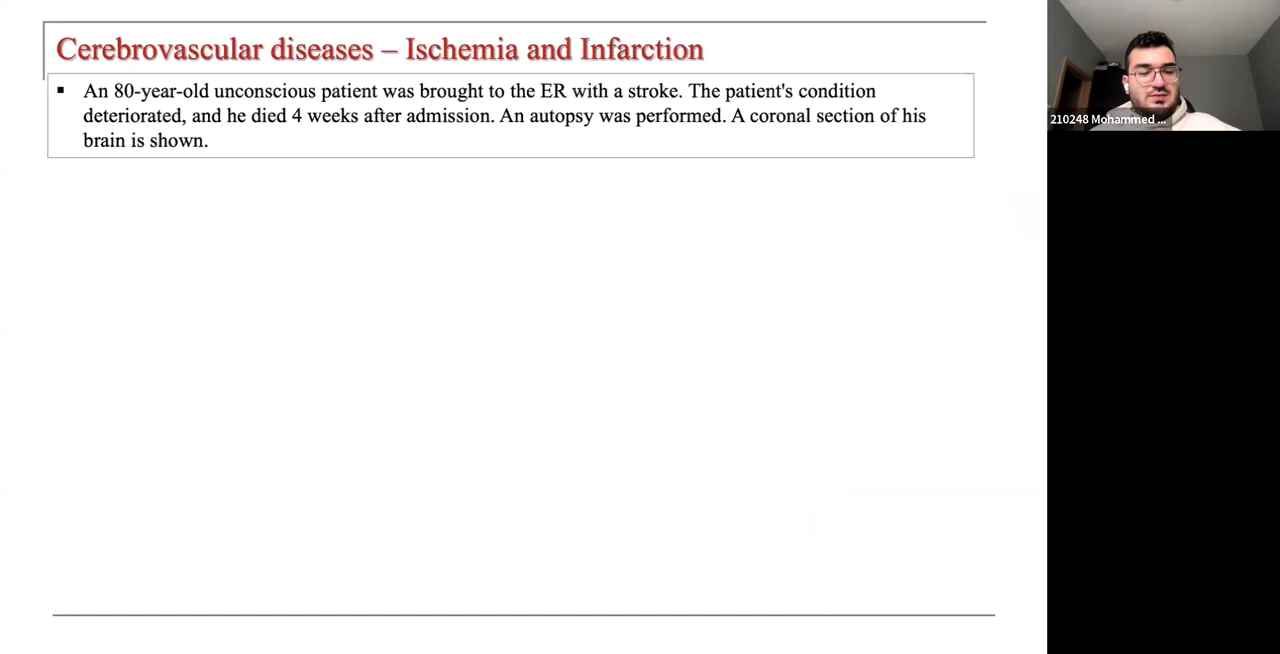 Cerebrovascular diseases – Ischemia and Infarction
▪ An 80-year-old unconscious patient was brought to the ER with a stroke. The patient's condition
deteriorated, and he died 4 weeks after admission. An autopsy was performed. A coronal section of his
brain is shown.
210248 Mohammed ...